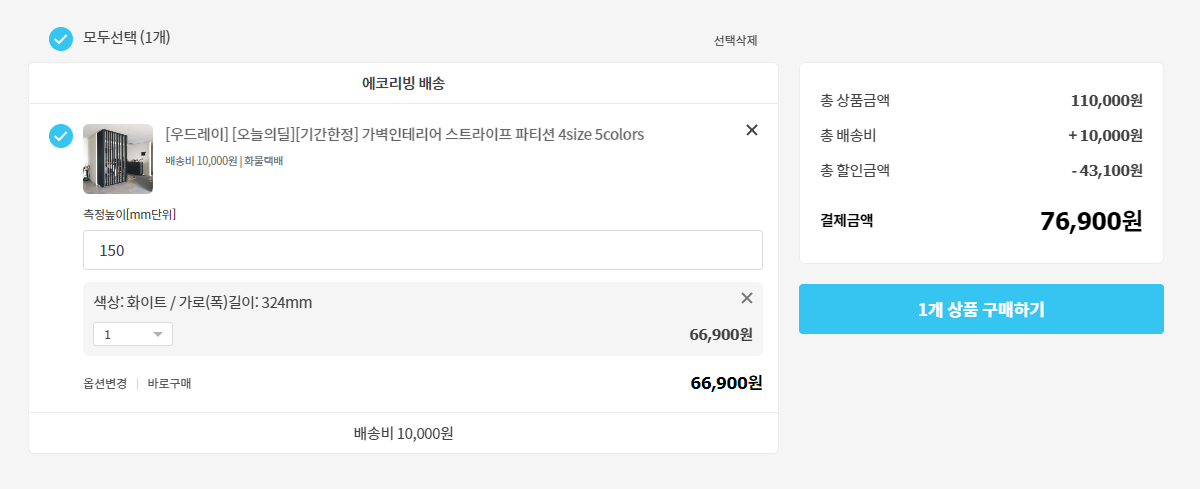 모두선택 (1개)
선택삭제
에코리빙 배송
[우드레이] [오늘의딜][기간한정] 가벽인테리어 스트라이프 파티션 4size 5colors
배송비 10,000원 | 화물택배
측정높이[mm단위]
150
색상: 화이트 / 가로(폭)길이: 324mm
1
66,900원
옵션변경
바로구매
66,900원
배송비 10,000원
총 상품금액 110,000원
총 배송비 + 10,000원
총 할인금액 - 43,100원
결제금액 76,900원
1개 상품 구매하기